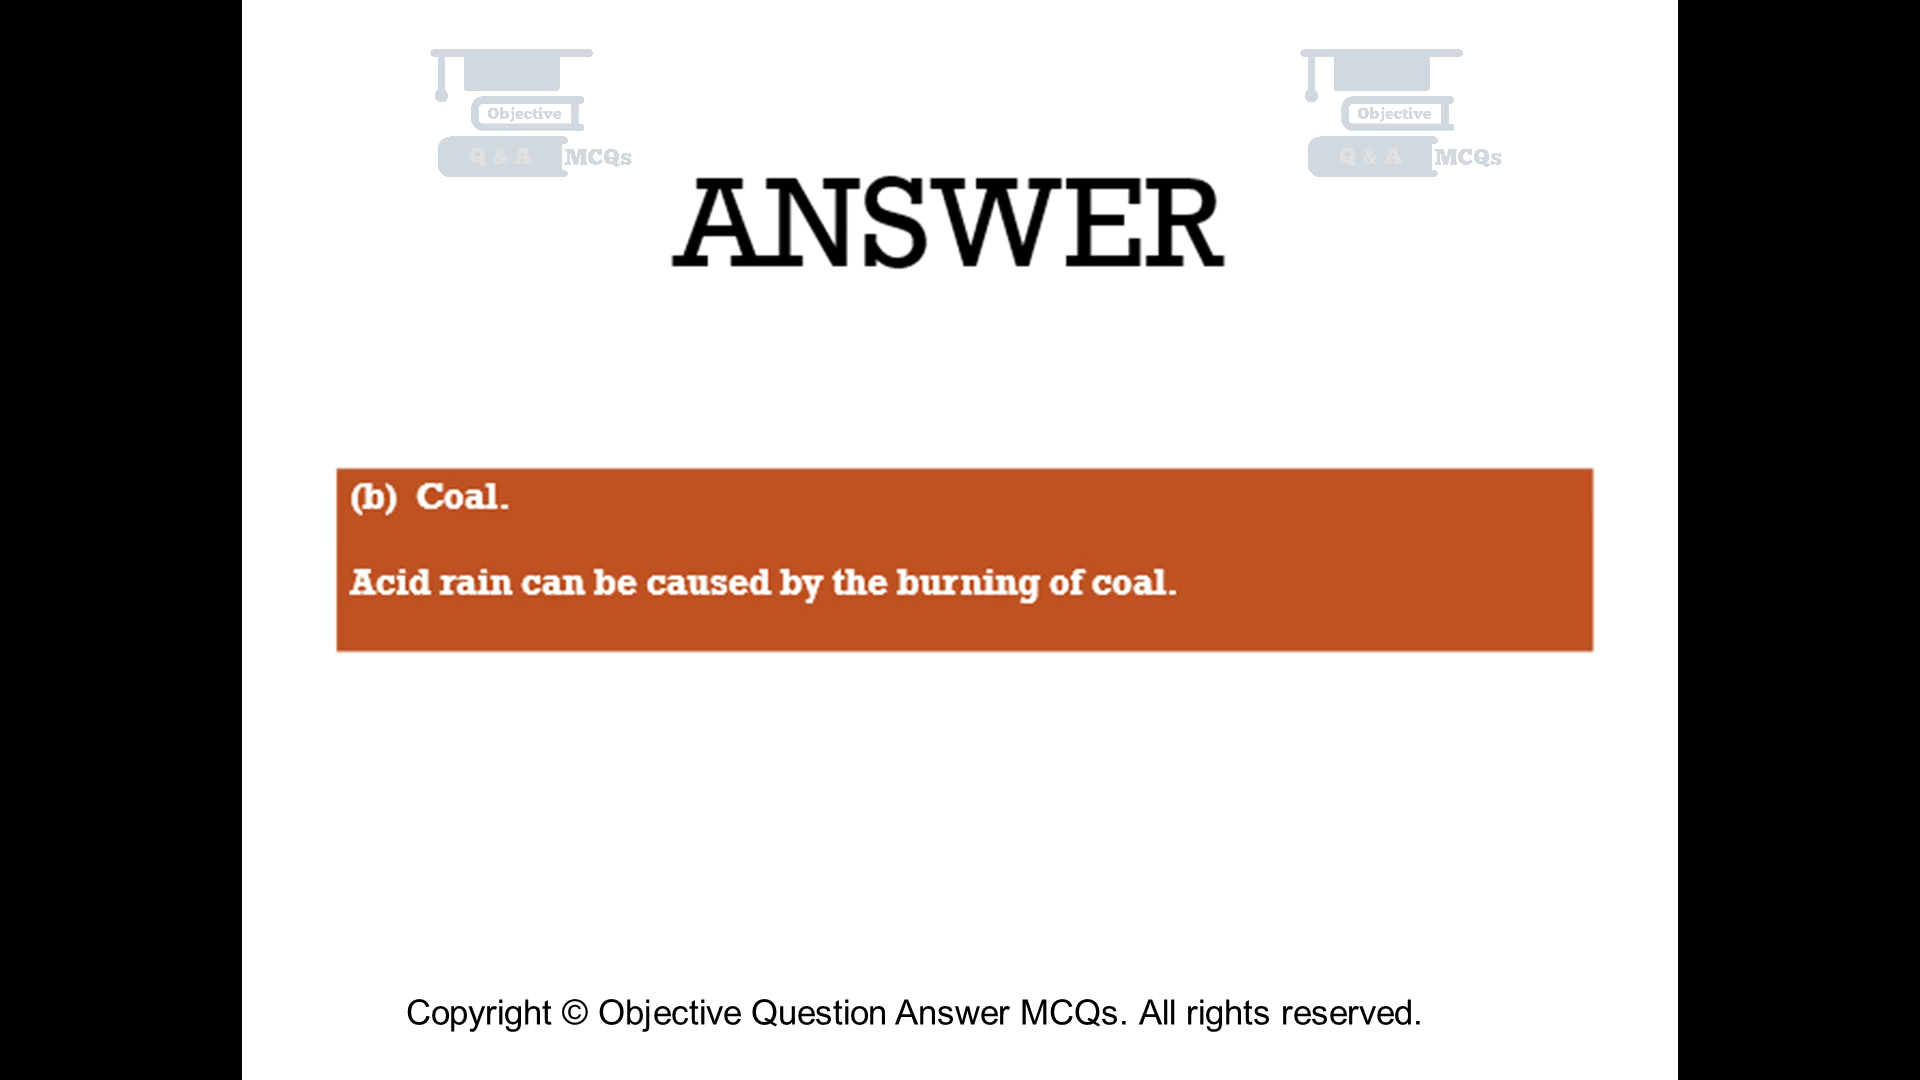 Objective
Q & A MCQs
Objective
Q & A MCQs
ANSWER
(b) Coal.
Acid rain can be caused by the burning of coal.
Copyright © Objective Question Answer MCQs. All rights reserved.